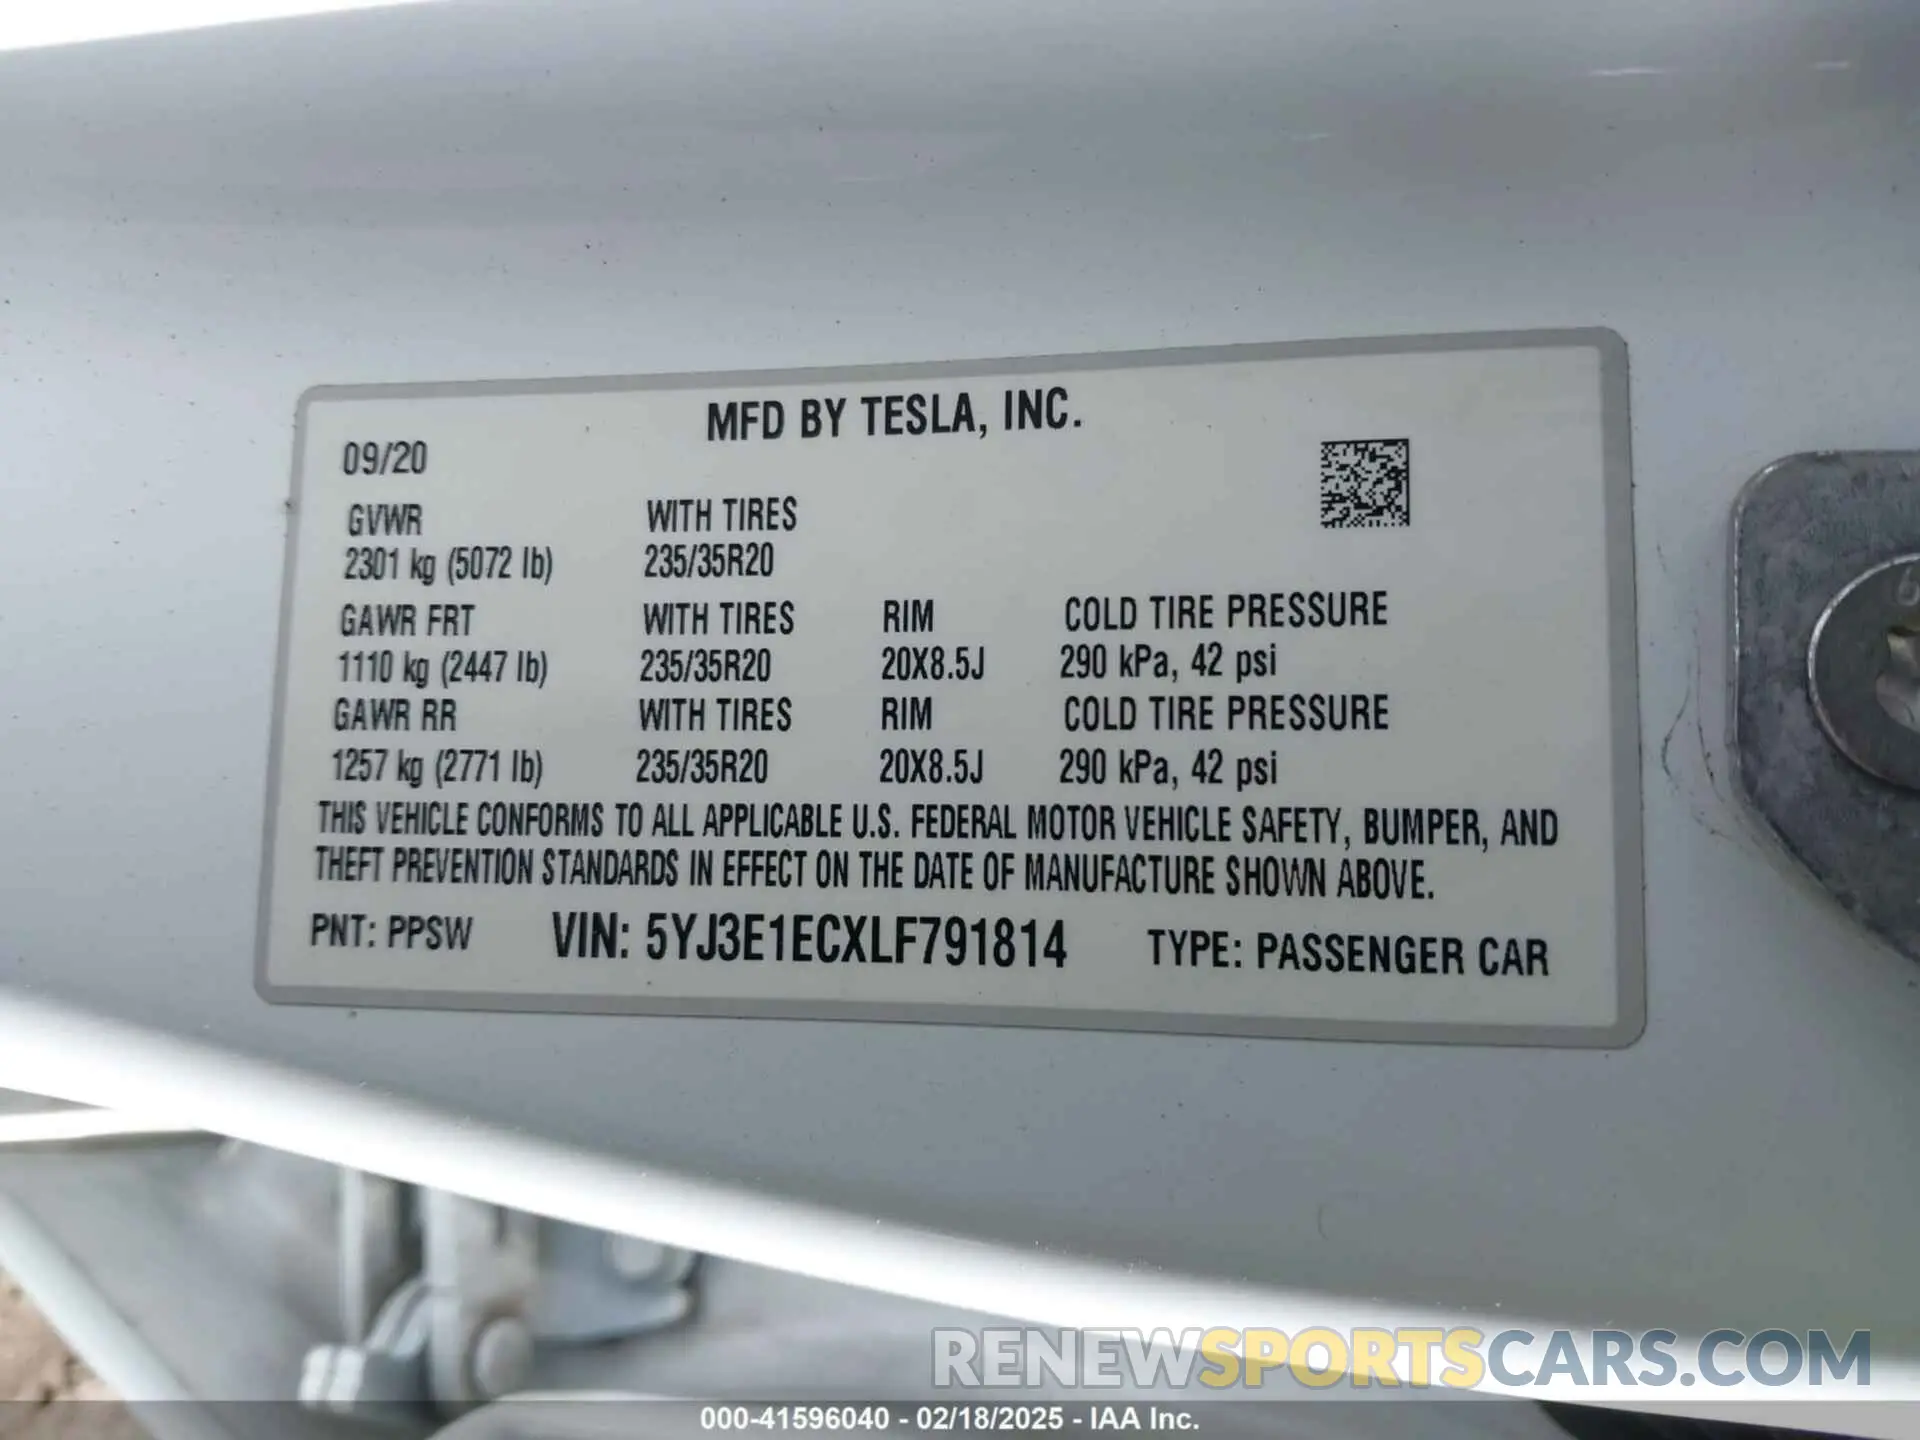 MFD BY TESLA, INC.
09/20
GVWR WITH TIRES
2301 kg (5072 lb) 235/35R20
GAWR FRT WITH TIRES RIM COLD TIRE PRESSURE
1110 kg (2447 lb) 235/35R20 20X8.5J 290 kPa, 42 psi
GAWR RR WITH TIRES RIM COLD TIRE PRESSURE
1257 kg (2771 lb) 235/35R20 20X8.5J 290 kPa, 42 psi
THIS VEHICLE CONFORMS TO ALL APPLICABLE U.S. FEDERAL MOTOR VEHICLE SAFETY, BUMPER, AND
THEFT PREVENTION STANDARDS IN EFFECT ON THE DATE OF MANUFACTURE SHOWN ABOVE.
PNT: PPSW VIN: 5YJ3E1ECXLF791814 TYPE: PASSENGER CAR
RENEWSPORTSCARS.COM
000-41596040 - 02/18/2025 - IAA Inc.